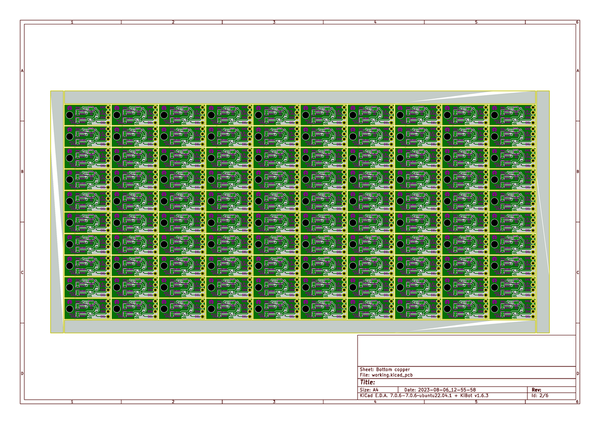 1 2 3 4 5 6
A A
B B
C C
D D
Sheet: Bottom copper
File: working.kicad_pcb
Title:
Size: A4 Date: 2023-08-06_12-55-58 Rev:
KiCad E.D.A. 7.0.6-7.0.6~ubuntu22.04.1 + KiBot v1.6.3 Id: 2/6
1 2 3 4 5 6